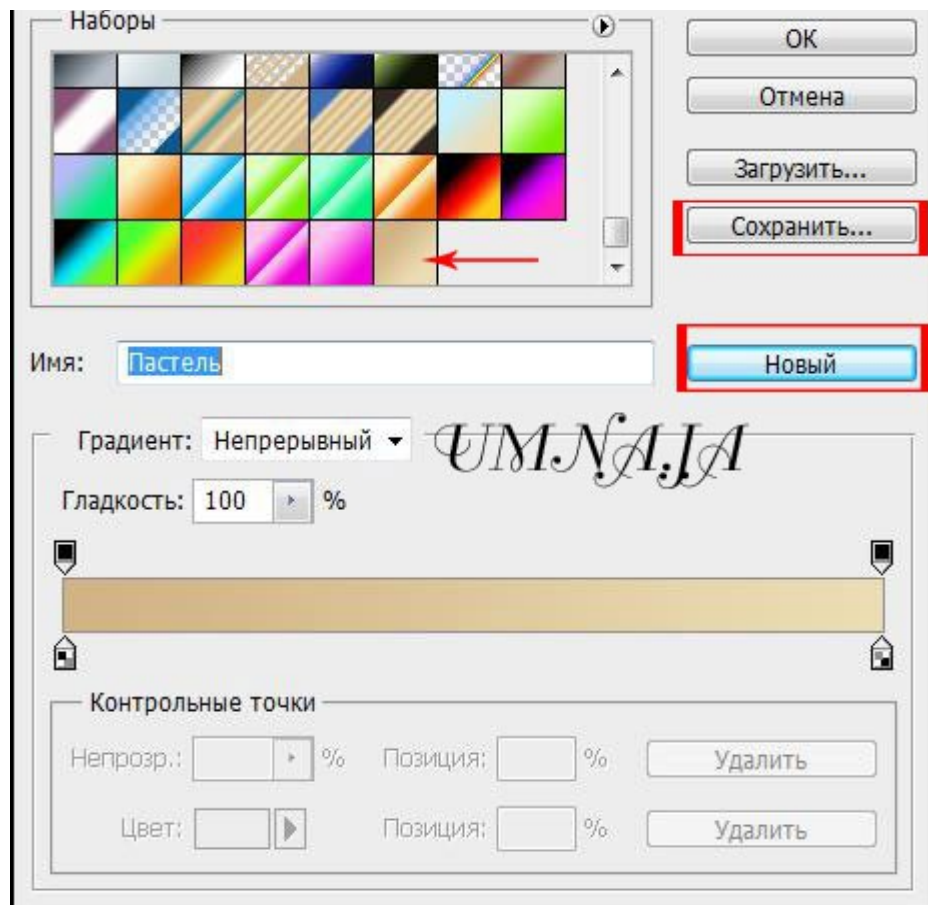 Наборы
ОК
Отмена
Загрузить...
Сохранить...
Имя: Пастель
Новый
Градиент: Непрерывный
UMNAJA
Гладкость: 100 %
Контрольные точки
Непрозр.: % Позиция: % Удалить
Цвет: Позиция: % Удалить